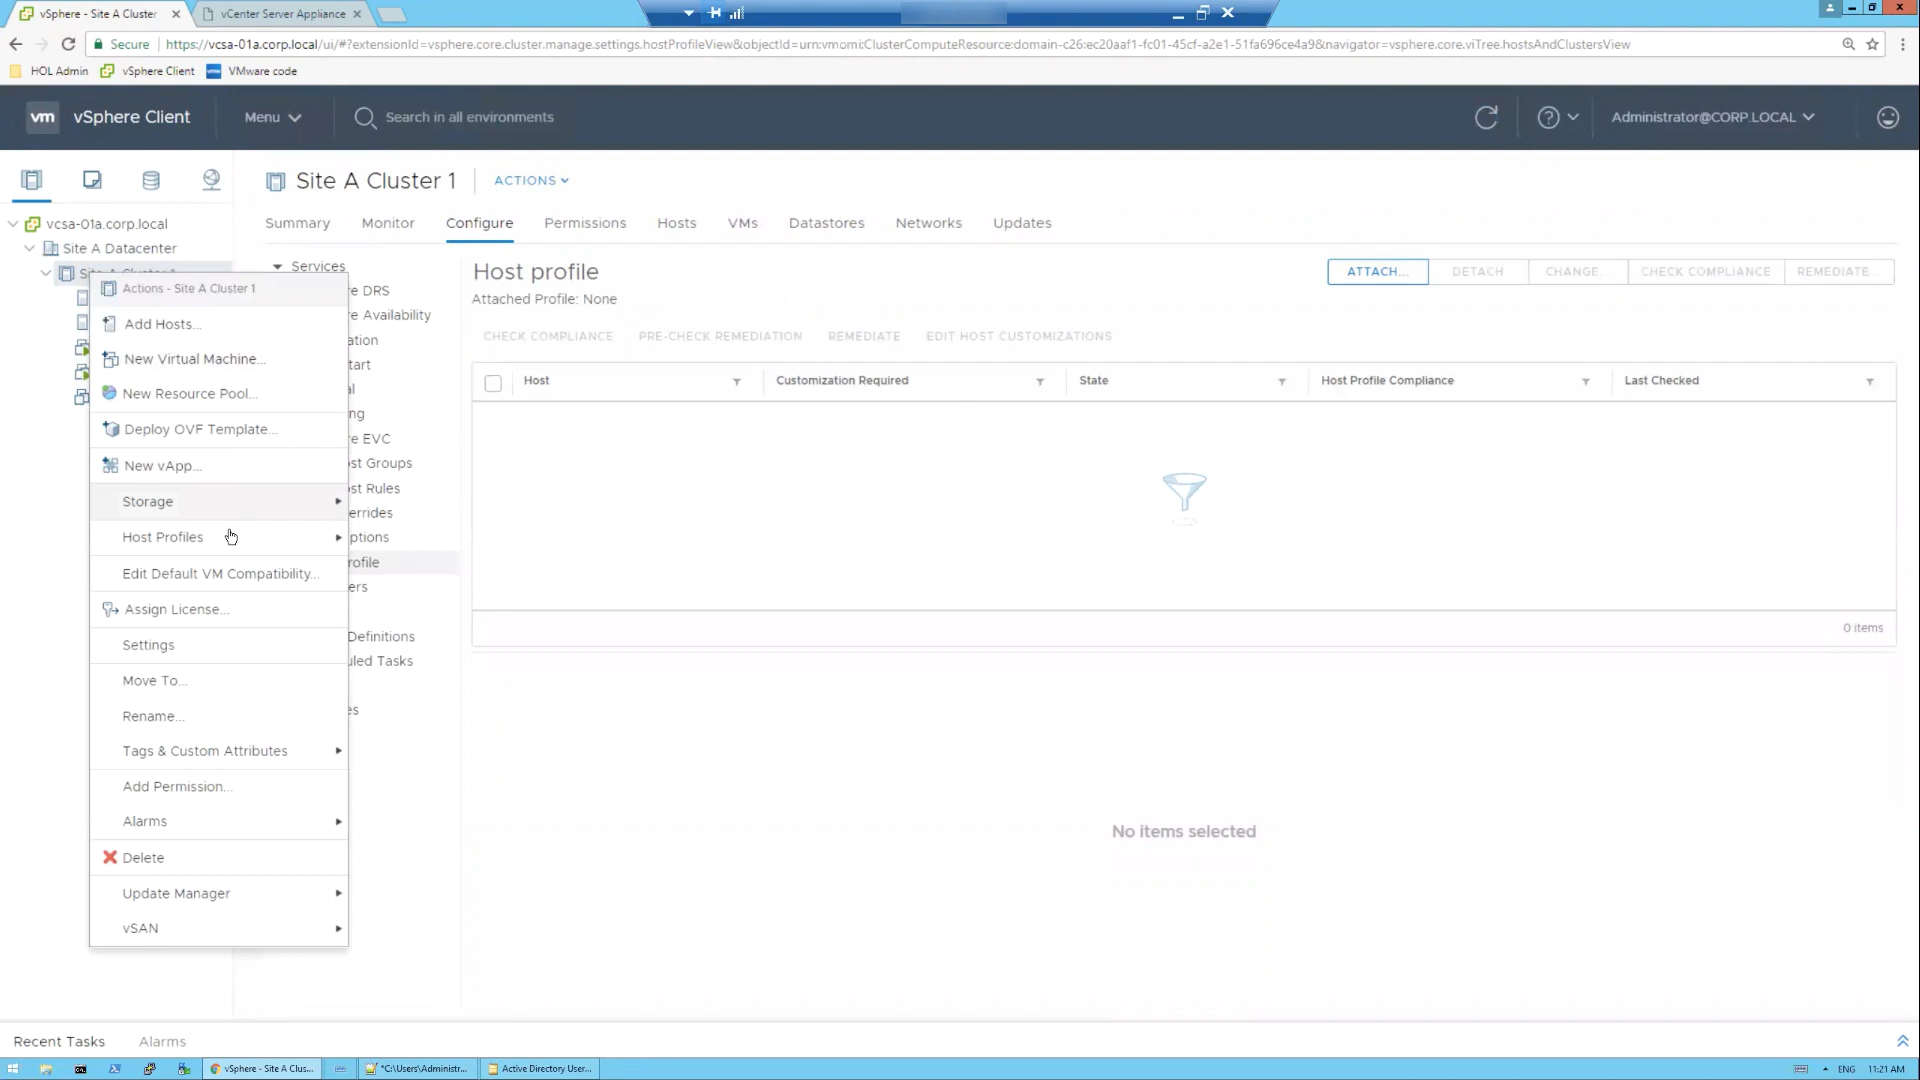 vSphere - Site A Cluster
vCenter Server Appliance
Secure
https://vcsa-01a.corp.local/ui/#?extensionId=vsphere.core.cluster.manage.settings.hostProfileView&objectId=urn:vmomi:ClusterComputeResource:domain-c26:ec20aaf1-fc01-45cf-a2e1-51fa696ce4a9&navigator=vsphere.core.viTree.hostsAndClustersView
HOL Admin
vSphere Client
VMware code
vm
vSphere Client
Menu
Search in all environments
Administrator@CORP.LOCAL
Site A Cluster 1
ACTIONS
Summary
Monitor
Configure
Permissions
Hosts
VMs
Datastores
Networks
Updates
vcsa-01a.corp.local
Site A Datacenter
Actions - Site A Cluster 1
Add Hosts...
New Virtual Machine...
New Resource Pool...
Deploy OVF Template...
New vApp...
Storage
Host Profiles
Edit Default VM Compatibility...
Assign License...
Settings
Move To...
Rename...
Tags & Custom Attributes
Add Permission...
Alarms
Delete
Update Manager
vSAN
Services
re DRS
re Availability
ation
tart
al
ng
re EVC
st Groups
st Rules
errides
ptions
rofile
ers
Definitions
uled Tasks
es
Host profile
Attached Profile: None
ATTACH...
DETACH
CHANGE
CHECK COMPLIANCE
REMEDIATE
CHECK COMPLIANCE
PRE-CHECK REMEDIATION
REMEDIATE
EDIT HOST CUSTOMIZATIONS
Host
Customization Required
State
Host Profile Compliance
Last Checked
0 items
No items selected
Recent Tasks
Alarms
vSphere - Site A Clus...
*C:\Users\Administr...
Active Directory User...
ENG
11:21 AM